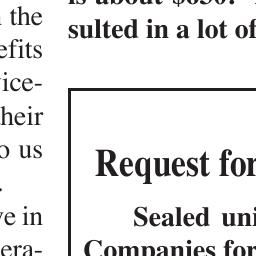 the
efits
vice-
their
o us
ve in
era-
is about $650?
sulted in a lot of
Request for
Sealed uni
Companies for